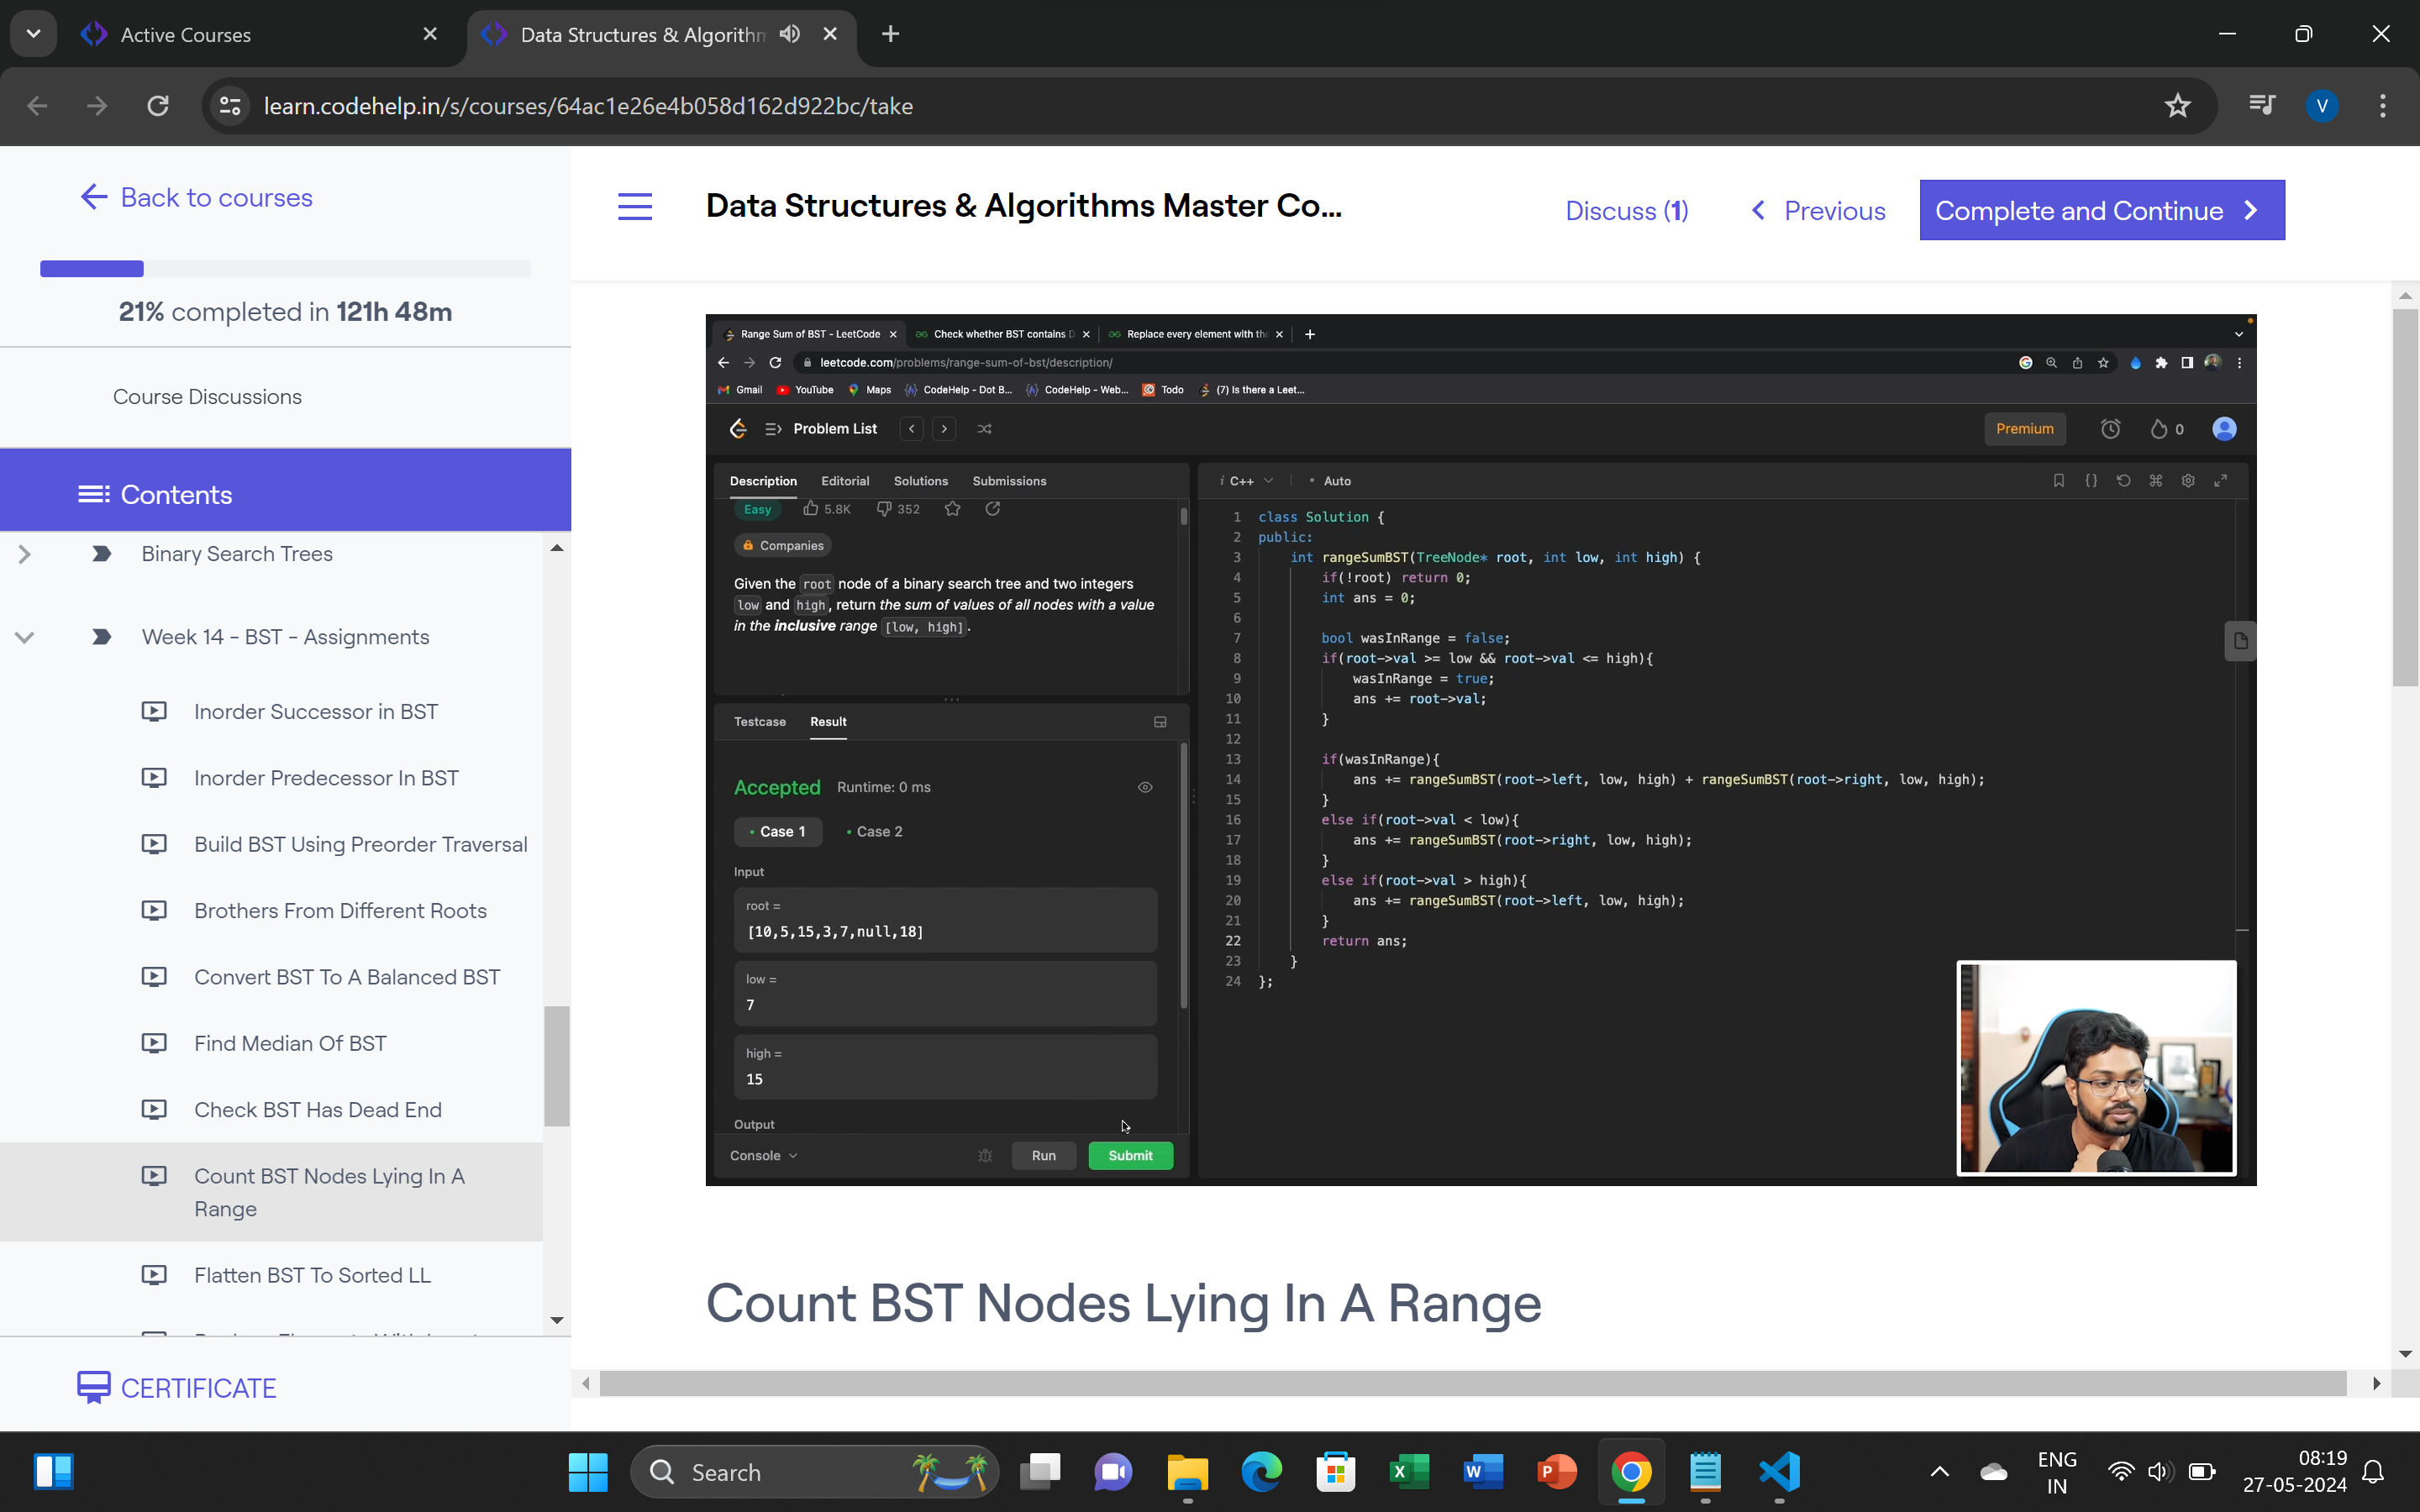 Active Courses
Data Structures & Algorithm
learn.codehelp.in/s/courses/64ac1e26e4b058d162d922bc/take
V
Back to courses
21% completed in 121h 48m
Course Discussions
Contents
Binary Search Trees
Week 14 - BST - Assignments
Inorder Successor in BST
Inorder Predecessor In BST
Build BST Using Preorder Traversal
Brothers From Different Roots
Convert BST To A Balanced BST
Find Median Of BST
Check BST Has Dead End
Count BST Nodes Lying In A
Range
Flatten BST To Sorted LL
CERTIFICATE
Data Structures & Algorithms Master Co...
Discuss (1)
Previous
Complete and Continue
Range Sum of BST - LeetCode
Check whether BST contains D
Replace every element with the
leetcode.com/problems/range-sum-of-bst/description/
Gmail
YouTube
Maps
CodeHelp - Dot B...
CodeHelp - Web...
Todo
(7) Is there a Leet...
Problem List
Premium
0
Description
Editorial
Solutions
Submissions
Easy
5.8K
352
Companies
Given the root node of a binary search tree and two integers
low and high, return the sum of values of all nodes with a value
in the inclusive range [low, high].
Testcase
Result
Accepted
Runtime: 0 ms
Case 1
Case 2
Input
root =
[10,5,15,3,7,null,18]
low =
7
high =
15
Output
Console
Run
Submit
i C++
Auto
1 class Solution {
2 public:
3 int rangeSumBST(TreeNode* root, int low, int high) {
4 if(!root) return 0;
5 int ans = 0;
6
7 bool wasInRange = false;
8 if(root->val >= low && root->val <= high){
9 wasInRange = true;
10 ans += root->val;
11 }
12
13 if(wasInRange){
14 ans += rangeSumBST(root->left, low, high) + rangeSumBST(root->right, low, high);
15 }
16 else if(root->val < low){
17 ans += rangeSumBST(root->right, low, high);
18 }
19 else if(root->val > high){
20 ans += rangeSumBST(root->left, low, high);
21 }
22 return ans;
23 }
24 };
Count BST Nodes Lying In A Range
Search
ENG
IN
08:19
27-05-2024